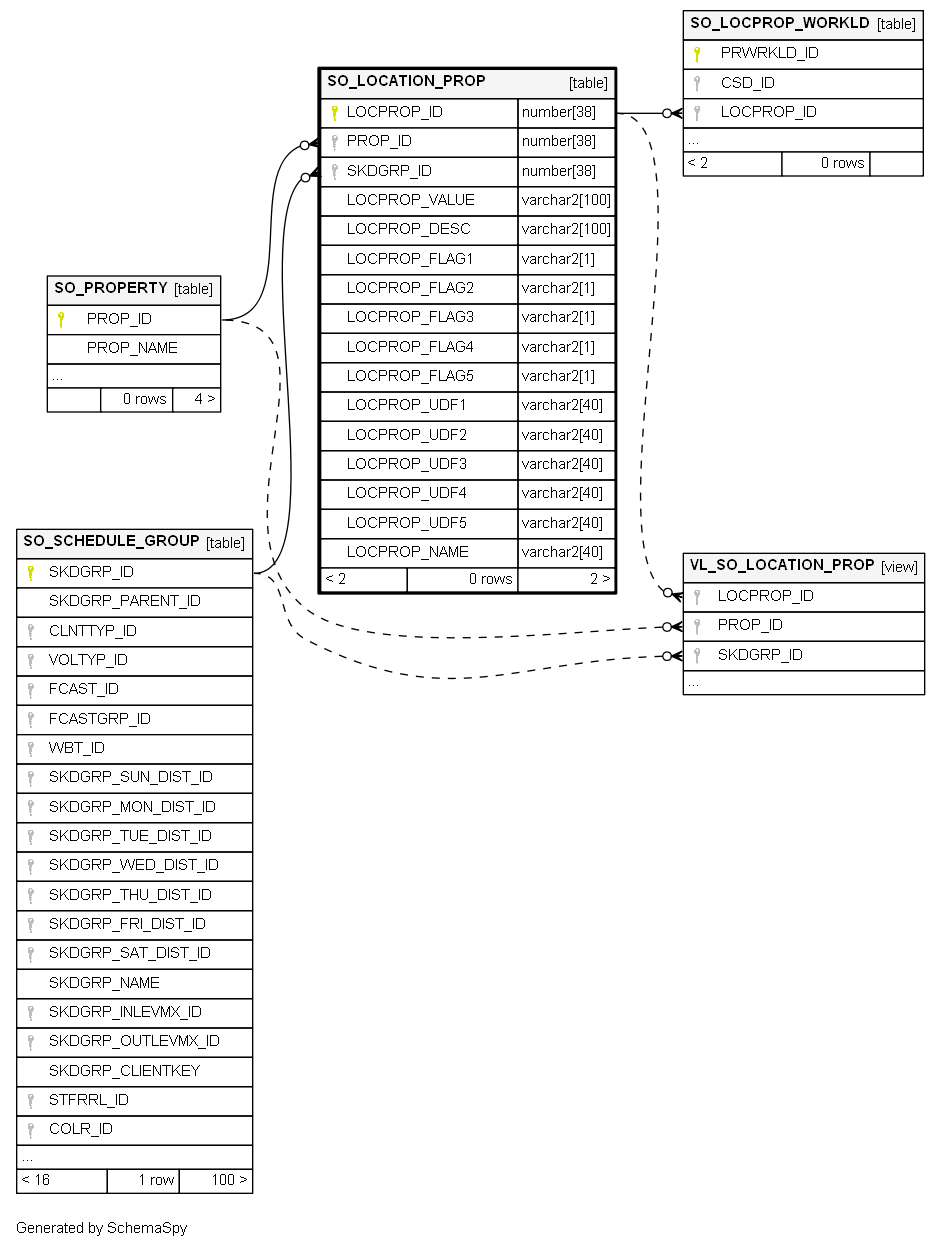 SO_LOCPROP_WORKLD [table]
PRWRKLD_ID
CSD_ID
LOCPROP_ID
...
< 2 0 rows
SO_LOCATION_PROP [table]
LOCPROP_ID number[38]
PROP_ID number[38]
SKDGRP_ID number[38]
LOCPROP_VALUE varchar2[100]
LOCPROP_DESC varchar2[100]
LOCPROP_FLAG1 varchar2[1]
LOCPROP_FLAG2 varchar2[1]
LOCPROP_FLAG3 varchar2[1]
LOCPROP_FLAG4 varchar2[1]
LOCPROP_FLAG5 varchar2[1]
LOCPROP_UDF1 varchar2[40]
LOCPROP_UDF2 varchar2[40]
LOCPROP_UDF3 varchar2[40]
LOCPROP_UDF4 varchar2[40]
LOCPROP_UDF5 varchar2[40]
LOCPROP_NAME varchar2[40]
< 2 0 rows 2 >
SO_PROPERTY [table]
PROP_ID
PROP_NAME
...
0 rows 4 >
SO_SCHEDULE_GROUP [table]
SKDGRP_ID
SKDGRP_PARENT_ID
CLNTTYP_ID
VOLTYP_ID
FCAST_ID
FCASTGRP_ID
WBT_ID
SKDGRP_SUN_DIST_ID
SKDGRP_MON_DIST_ID
SKDGRP_TUE_DIST_ID
SKDGRP_WED_DIST_ID
SKDGRP_THU_DIST_ID
SKDGRP_FRI_DIST_ID
SKDGRP_SAT_DIST_ID
SKDGRP_NAME
SKDGRP_INLEVMX_ID
SKDGRP_OUTLEVMX_ID
SKDGRP_CLIENTKEY
STFRRL_ID
COLR_ID
...
< 16 1 row 100 >
VL_SO_LOCATION_PROP [view]
LOCPROP_ID
PROP_ID
SKDGRP_ID
...
Generated by SchemaSpy